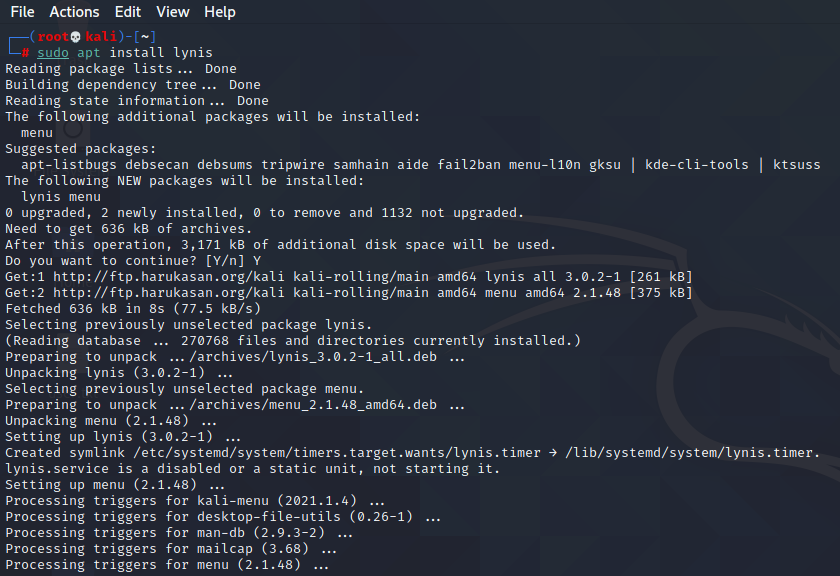 File Actions Edit View Help
┌──(root💀kali)-[~]
└─# sudo apt install lynis
Reading package lists... Done
Building dependency tree... Done
Reading state information... Done
The following additional packages will be installed:
  menu
Suggested packages:
  apt-listbugs debsecan debsums tripwire samhain aide fail2ban menu-l10n gksu | kde-cli-tools | ktsuss
The following NEW packages will be installed:
  lynis menu
0 upgraded, 2 newly installed, 0 to remove and 1132 not upgraded.
Need to get 636 kB of archives.
After this operation, 3,171 kB of additional disk space will be used.
Do you want to continue? [Y/n] Y
Get:1 http://ftp.harukasan.org/kali kali-rolling/main amd64 lynis all 3.0.2-1 [261 kB]
Get:2 http://ftp.harukasan.org/kali kali-rolling/main amd64 menu amd64 2.1.48 [375 kB]
Fetched 636 kB in 8s (77.5 kB/s)
Selecting previously unselected package lynis.
(Reading database ... 270768 files and directories currently installed.)
Preparing to unpack .../archives/lynis_3.0.2-1_all.deb ...
Unpacking lynis (3.0.2-1) ...
Selecting previously unselected package menu.
Preparing to unpack .../archives/menu_2.1.48_amd64.deb ...
Unpacking menu (2.1.48) ...
Setting up lynis (3.0.2-1) ...
Created symlink /etc/systemd/system/timers.target.wants/lynis.timer → /lib/systemd/system/lynis.timer.
lynis.service is a disabled or a static unit, not starting it.
Setting up menu (2.1.48) ...
Processing triggers for kali-menu (2021.1.4) ...
Processing triggers for desktop-file-utils (0.26-1) ...
Processing triggers for man-db (2.9.3-2) ...
Processing triggers for mailcap (3.68) ...
Processing triggers for menu (2.1.48) ...